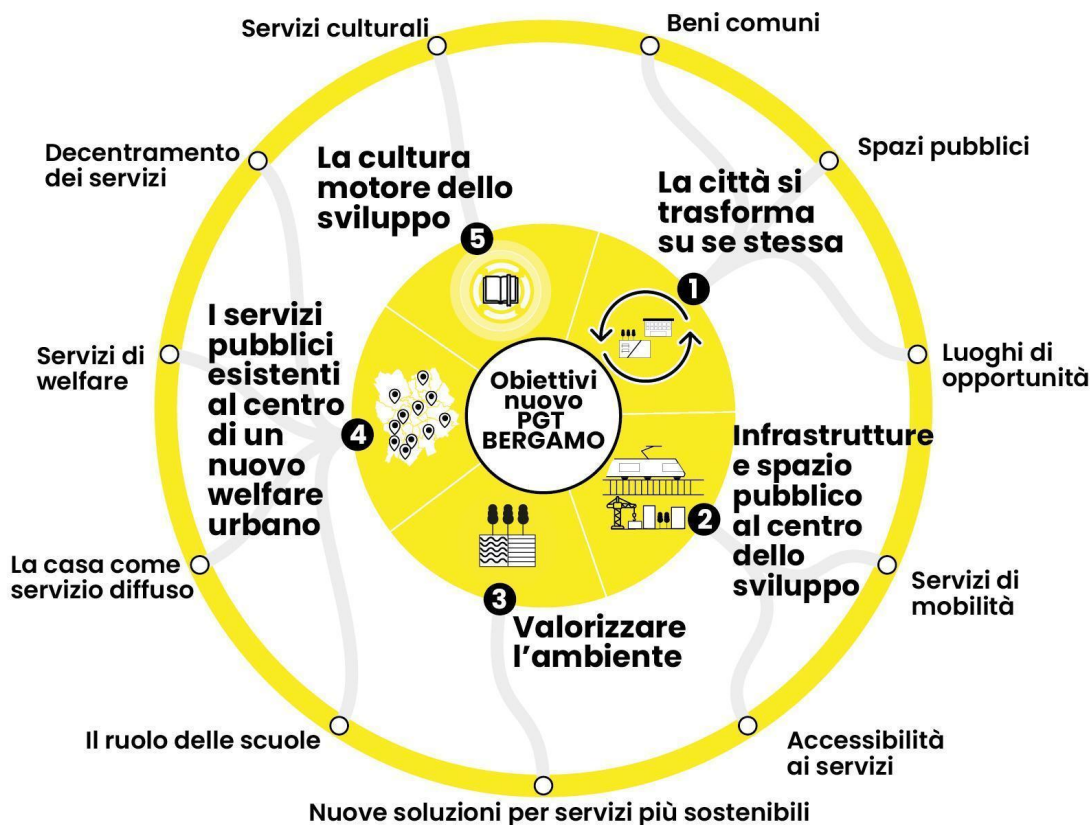 Servizi culturali
Beni comuni
Decentramento
dei servizi
Spazi pubblici
La cultura
motore dello
sviluppo
5
La città si
trasforma
su se stessa
1
Servizi di
welfare
I servizi
pubblici
esistenti
al centro
di un
nuovo
welfare
urbano
4
Obiettivi
nuovo
PGT
BERGAMO
Luoghi di
opportunità
Infrastrutture
e spazio
pubblico
al centro
dello
sviluppo
2
La casa come
servizio diffuso
Servizi di
mobilità
3
Valorizzare
l'ambiente
Il ruolo delle scuole
Accessibilità
ai servizi
Nuove soluzioni per servizi più sostenibili